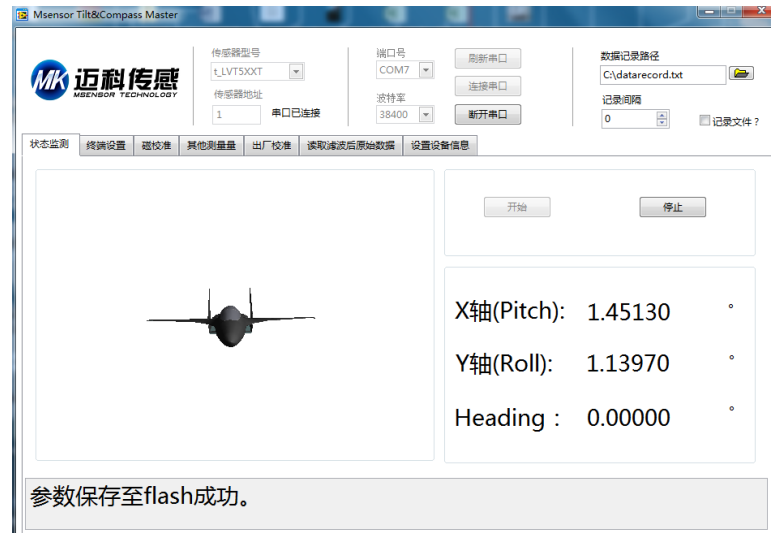 Msensor Tilt&Compass Master
MK 迈科传感
MSENSOR TECHNOLOGY
传感器型号
t_LVT5XXT
传感器地址
1
串口已连接
端口号
COM7
波特率
38400
刷新串口
连接串口
断开串口
数据记录路径
C:\datarecord.txt
记录间隔
0
记录文件？
状态监测 终端设置 磁校准 其他测量量 出厂校准 读取滤波后原始数据 设置设备信息
开始 停止
X轴(Pitch): 1.45130 °
Y轴(Roll): 1.13970 °
Heading： 0.00000 °
参数保存至flash成功。